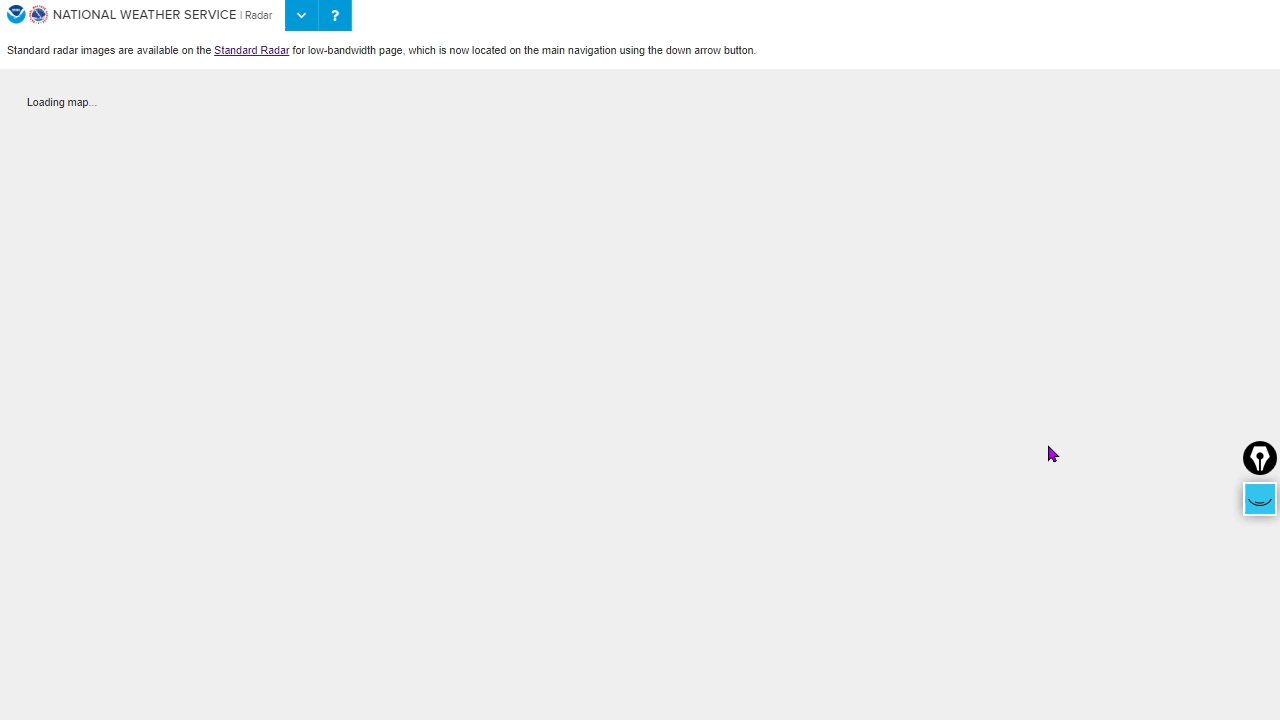 NATIONAL WEATHER SERVICE | Radar
?
Standard radar images are available on the Standard Radar for low-bandwidth page, which is now located on the main navigation using the down arrow button.
Loading map...